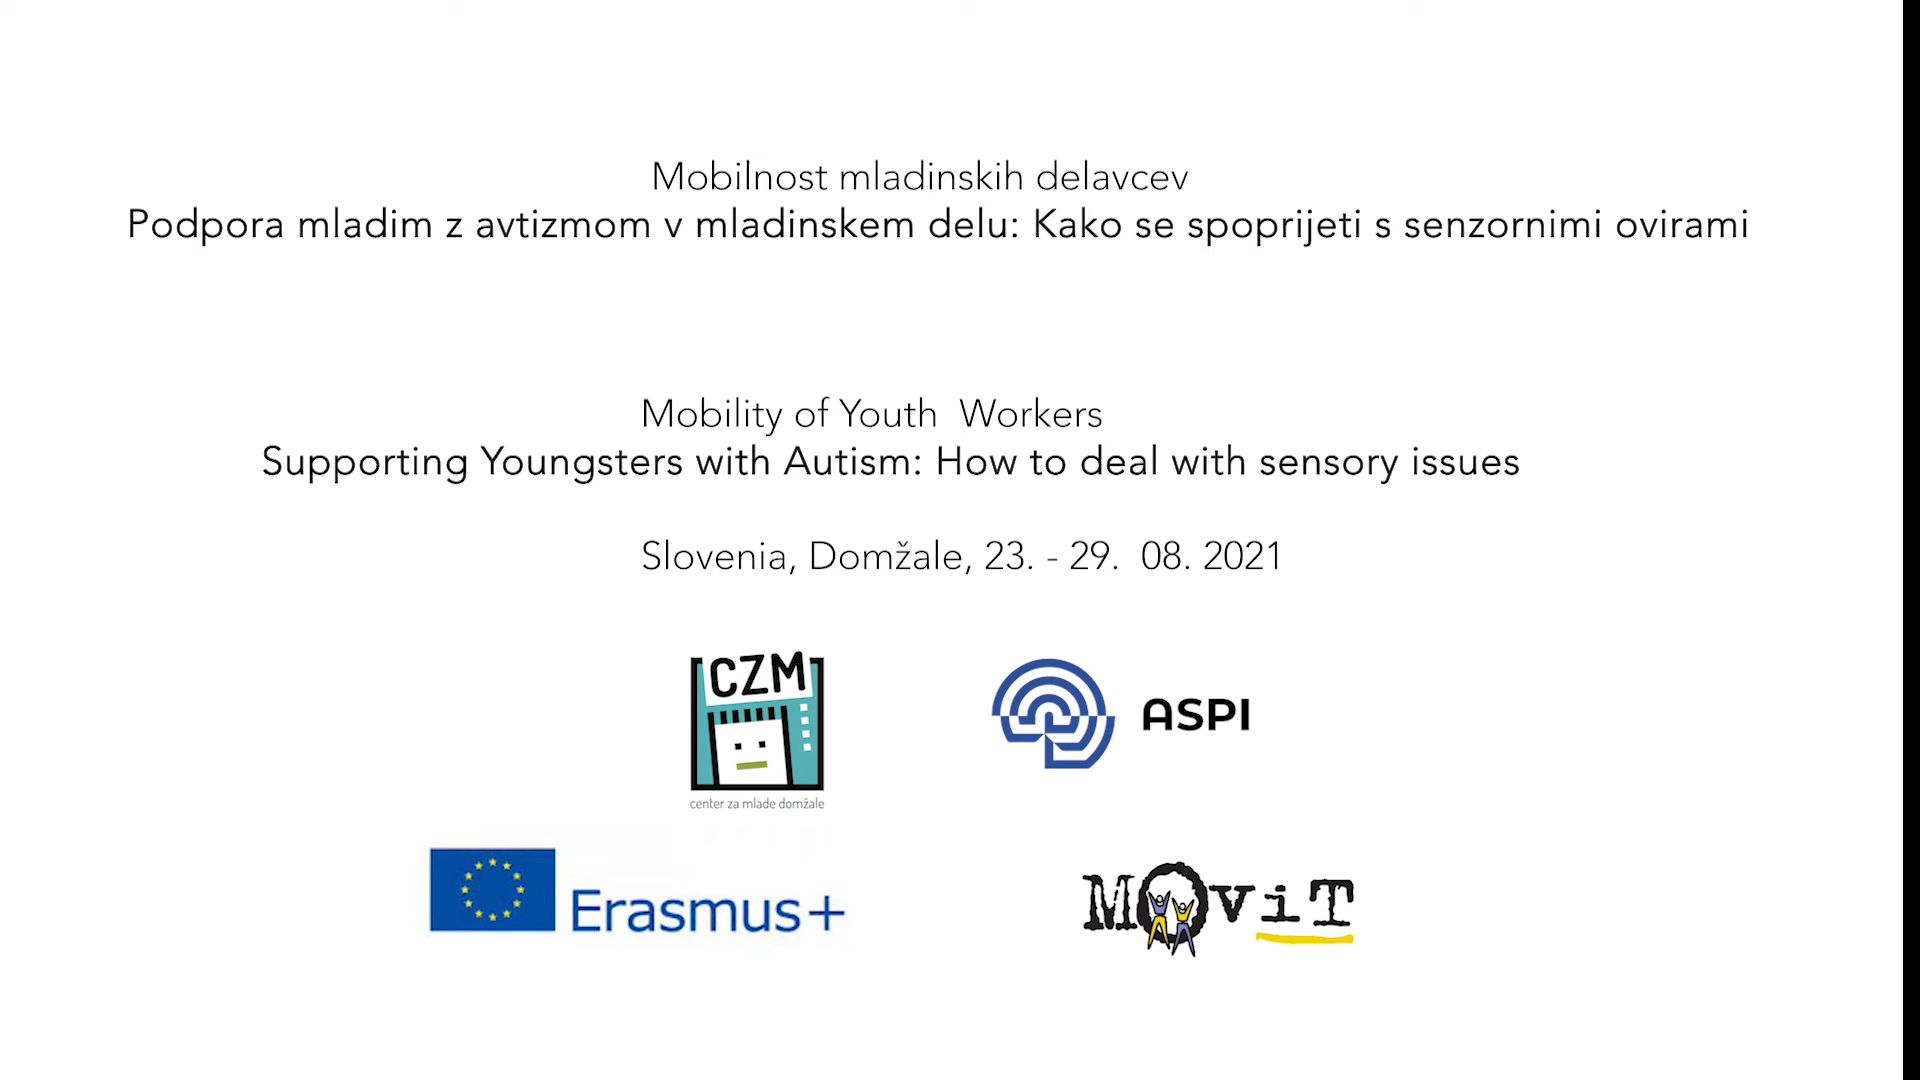 Mobilnost mladinskih delavcev
Podpora mladim z avtizmom v mladinskem delu: Kako se spoprijeti s senzornimi ovirami
Mobility of Youth Workers
Supporting Youngsters with Autism: How to deal with sensory issues
Slovenia, Domžale, 23. - 29. 08. 2021
CZM
center za mlade domžale
ASPI
Erasmus+
MOviT